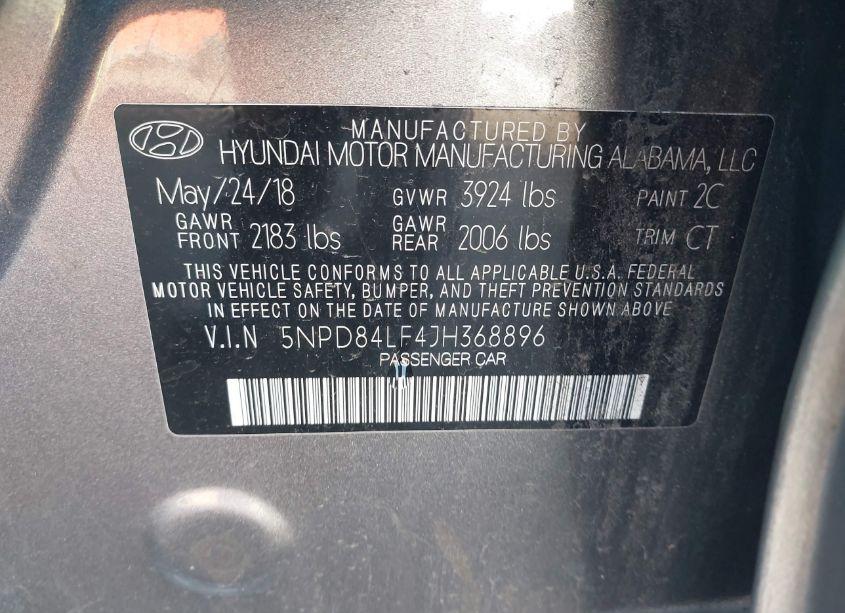 MANUFACTURED BY
HYUNDAI MOTOR MANUFACTURING ALABAMA, LLC
May/24/18 GVWR 3924 lbs PAINT 2C
GAWR FRONT 2183 lbs GAWR REAR 2006 lbs TRIM CT
THIS VEHICLE CONFORMS TO ALL APPLICABLE U.S.A. FEDERAL
MOTOR VEHICLE SAFETY, BUMPER, AND THEFT PREVENTION STANDARDS
IN EFFECT ON THE DATE OF MANUFACTURE SHOWN ABOVE
V.I.N 5NPD84LF4JH368896
PASSENGER CAR